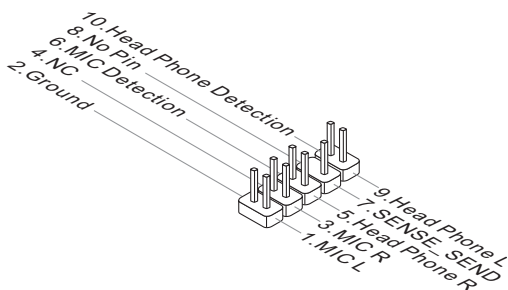 10.Head Phone Detection
8.No Pin
6.MIC Detection
4.NC
2.Ground
9.Head Phone L
7.SENSE_SEND
5.Head Phone R
3.MIC R
1.MIC L